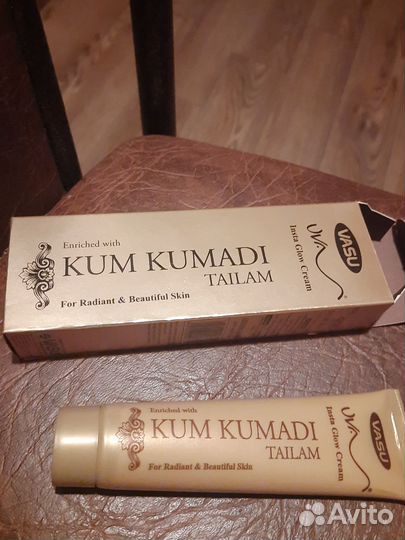 Enriched with
KUM KUMADI
TAILAM
For Radiant & Beautiful Skin
UVA
Insta Glow Cream
VASU
Enriched with
KUM KUMADI
TAILAM
For Radiant & Beautiful Skin
UVA
Insta Glow Cream
VASU
Avito